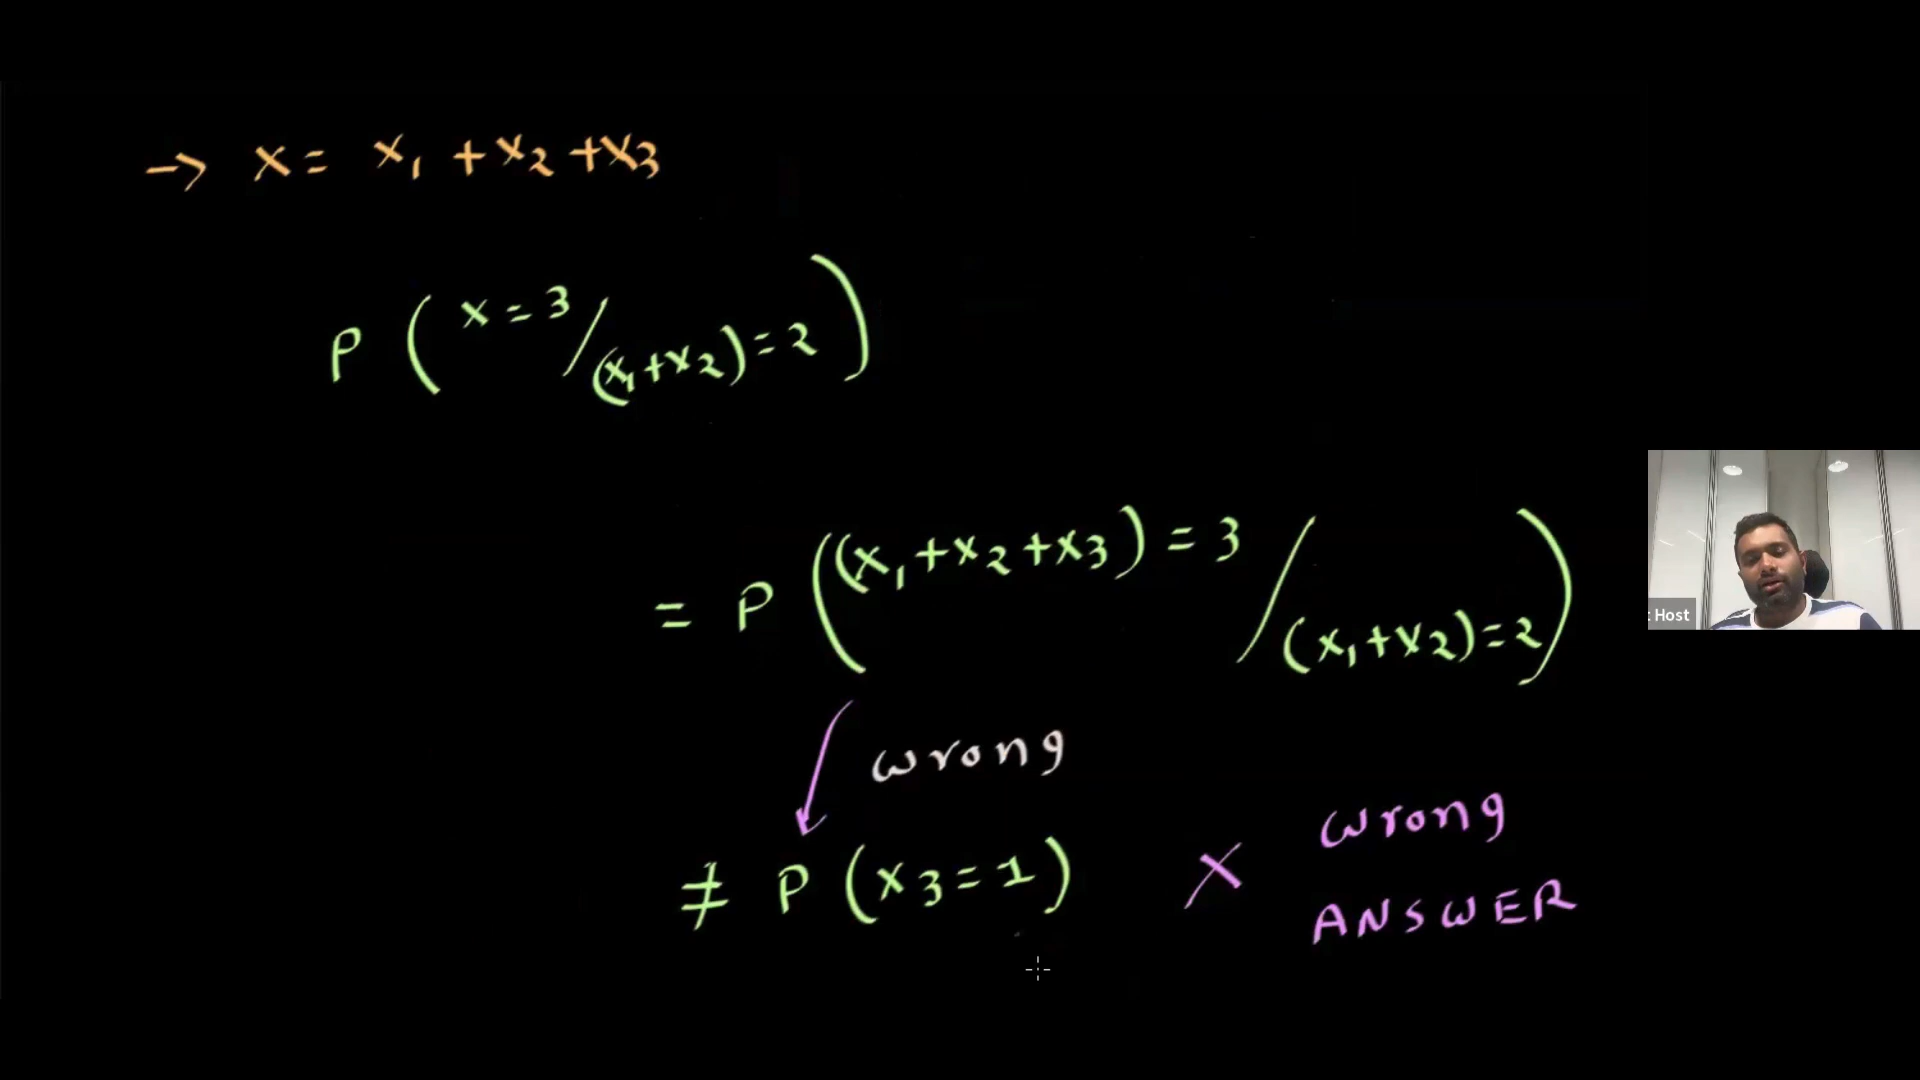 → x = x₁ + x₂ + x₃
P ( x = 3 / (x₁ + x₂) = 2 )
= P ( (x₁ + x₂ + x₃) = 3 / (x₁ + x₂) = 2 )
wrong
≠ P ( x₃ = 1 ) X wrong
ANSWER
Host